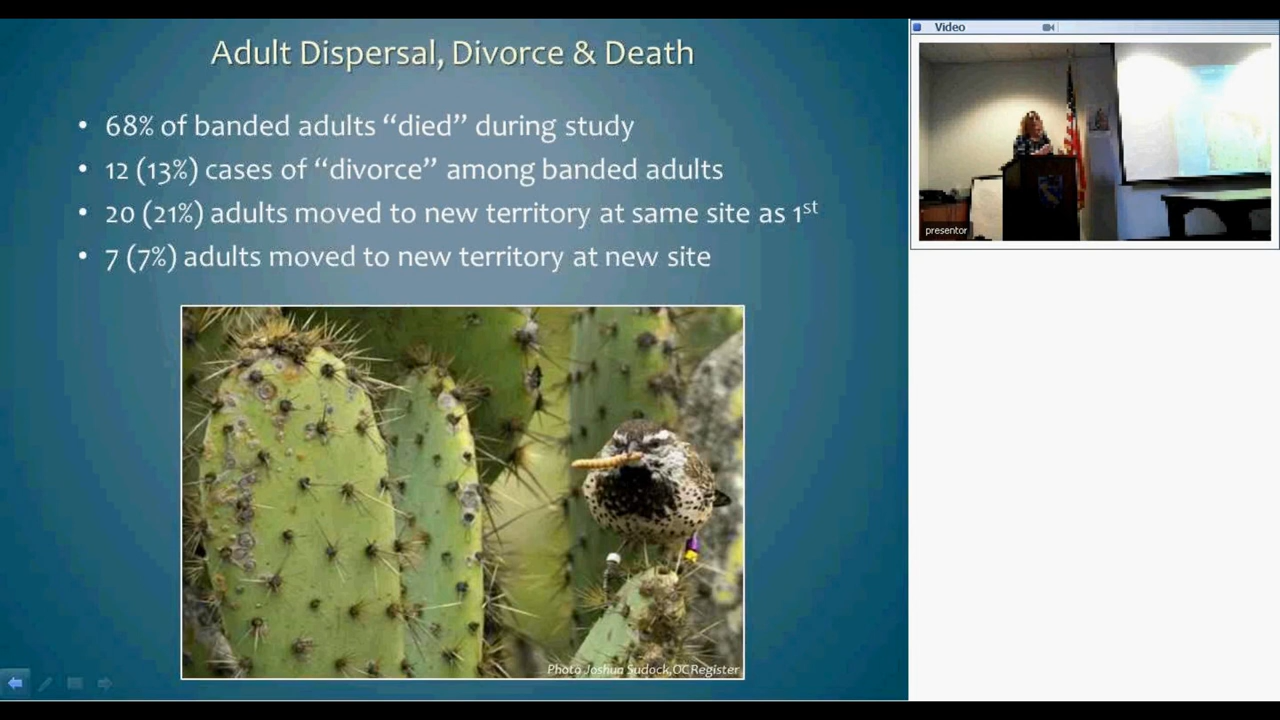 Adult Dispersal, Divorce & Death
• 68% of banded adults “died” during study
• 12 (13%) cases of “divorce” among banded adults
• 20 (21%) adults moved to new territory at same site as 1st
• 7 (7%) adults moved to new territory at new site
Photo Joshua Sudock,OCRegister
Video
presentor